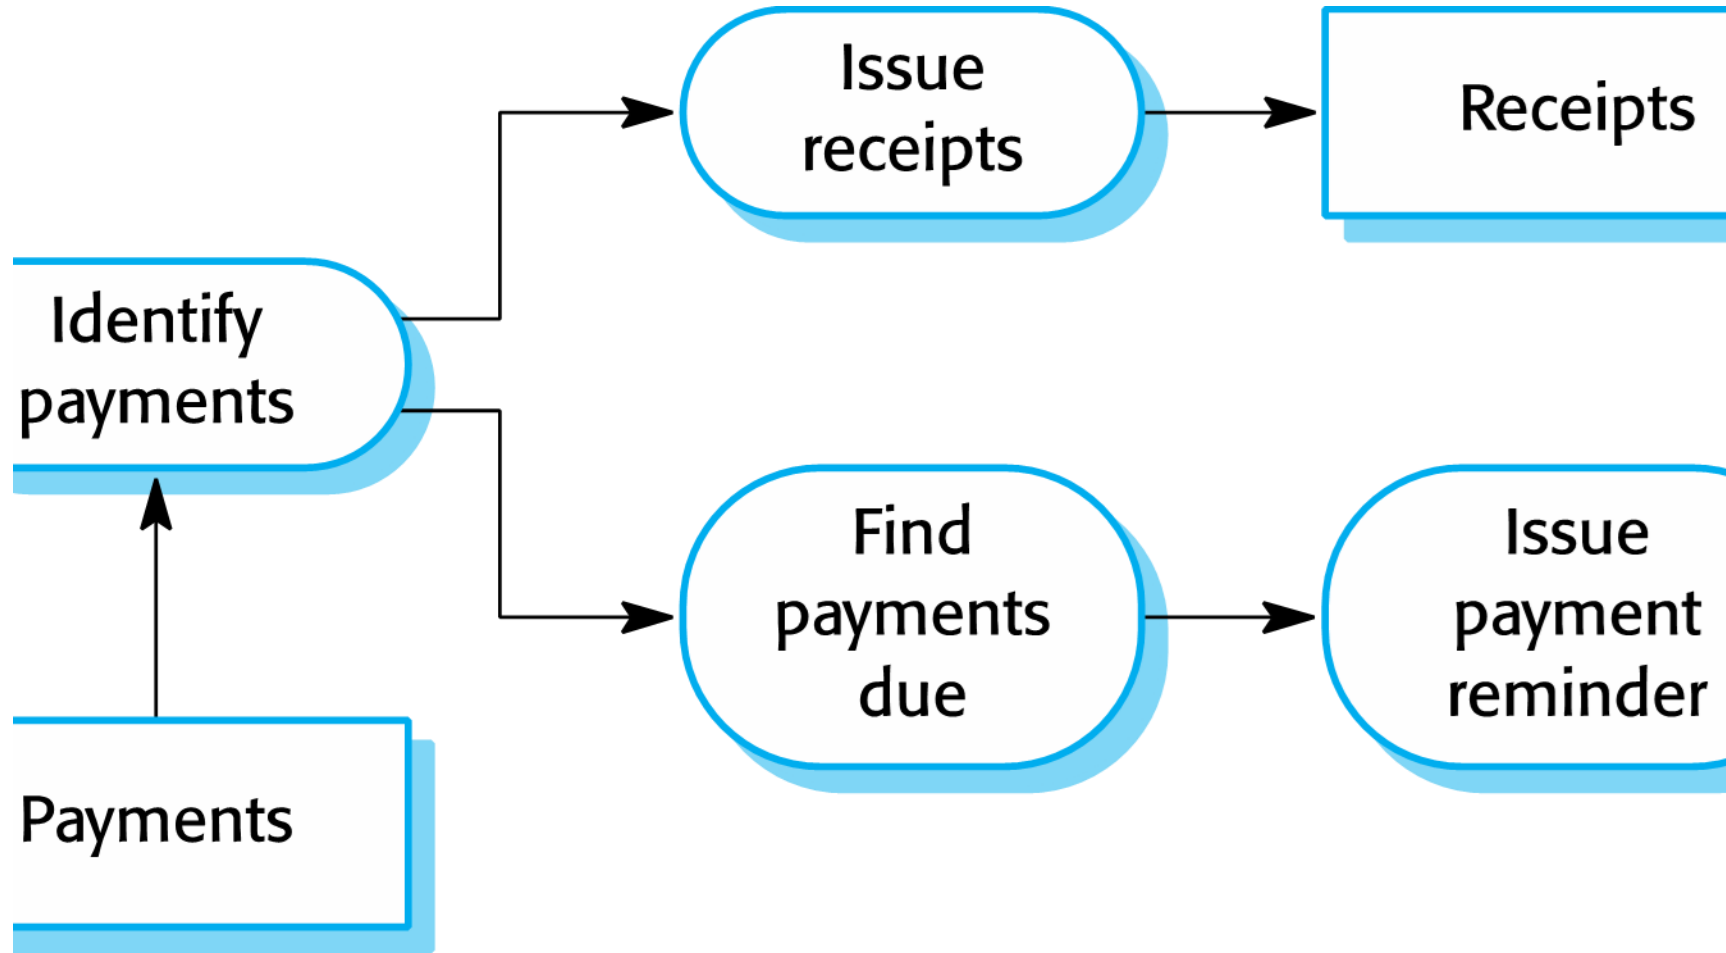 Issue
receipts
Receipts
Identify
payments
Find
payments
due
Issue
payment
reminder
Payments